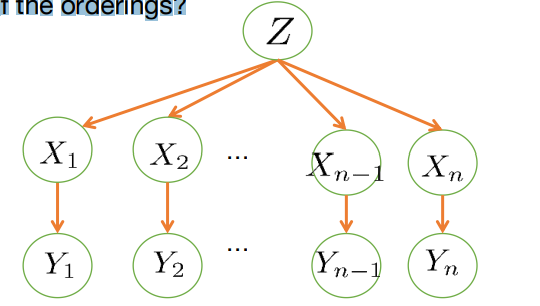 f the orderings?
Z
X₁ X₂ ... Xₙ₋₁ Xₙ
Y₁ Y₂ ... Yₙ₋₁ Yₙ